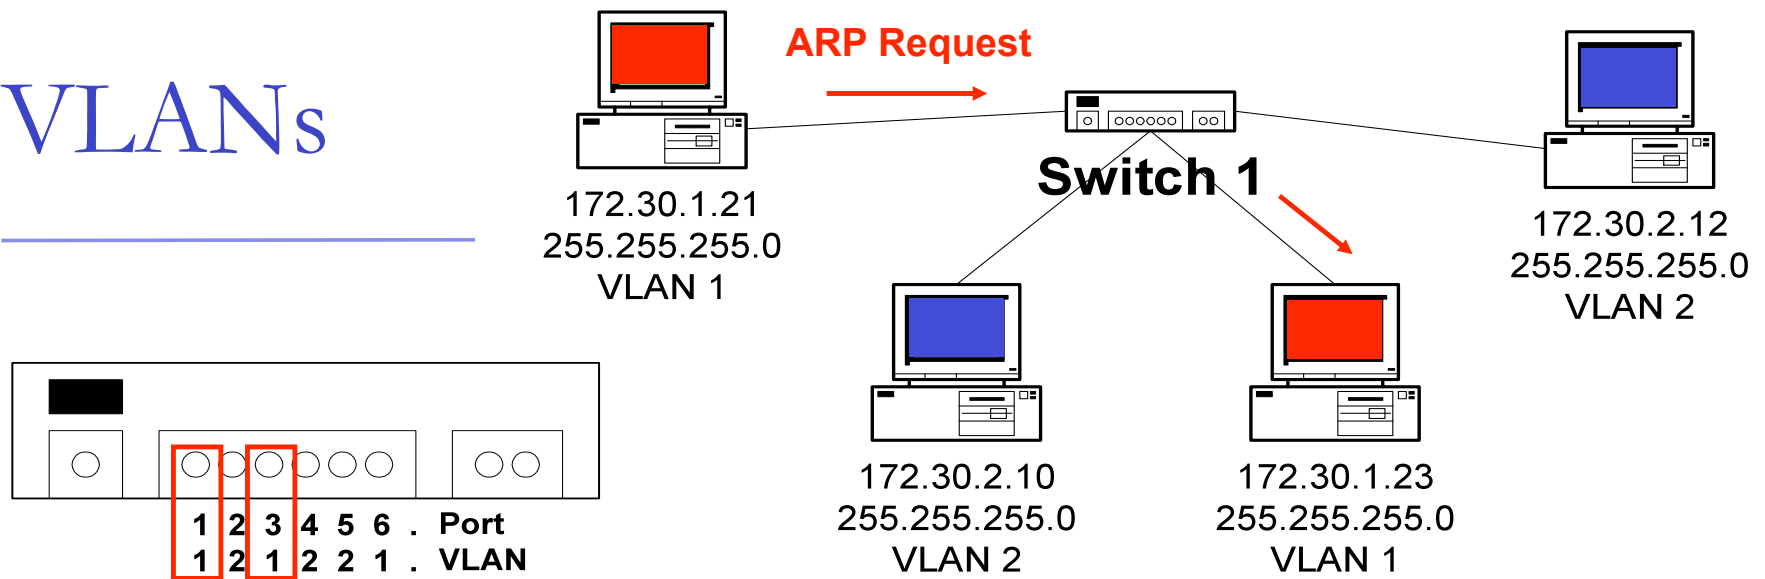 VLANs
ARP Request
Switch 1
172.30.1.21
255.255.255.0
VLAN 1
172.30.2.12
255.255.255.0
VLAN 2
172.30.2.10
255.255.255.0
VLAN 2
172.30.1.23
255.255.255.0
VLAN 1
1 2 3 4 5 6 . Port
1 2 1 2 2 1 . VLAN